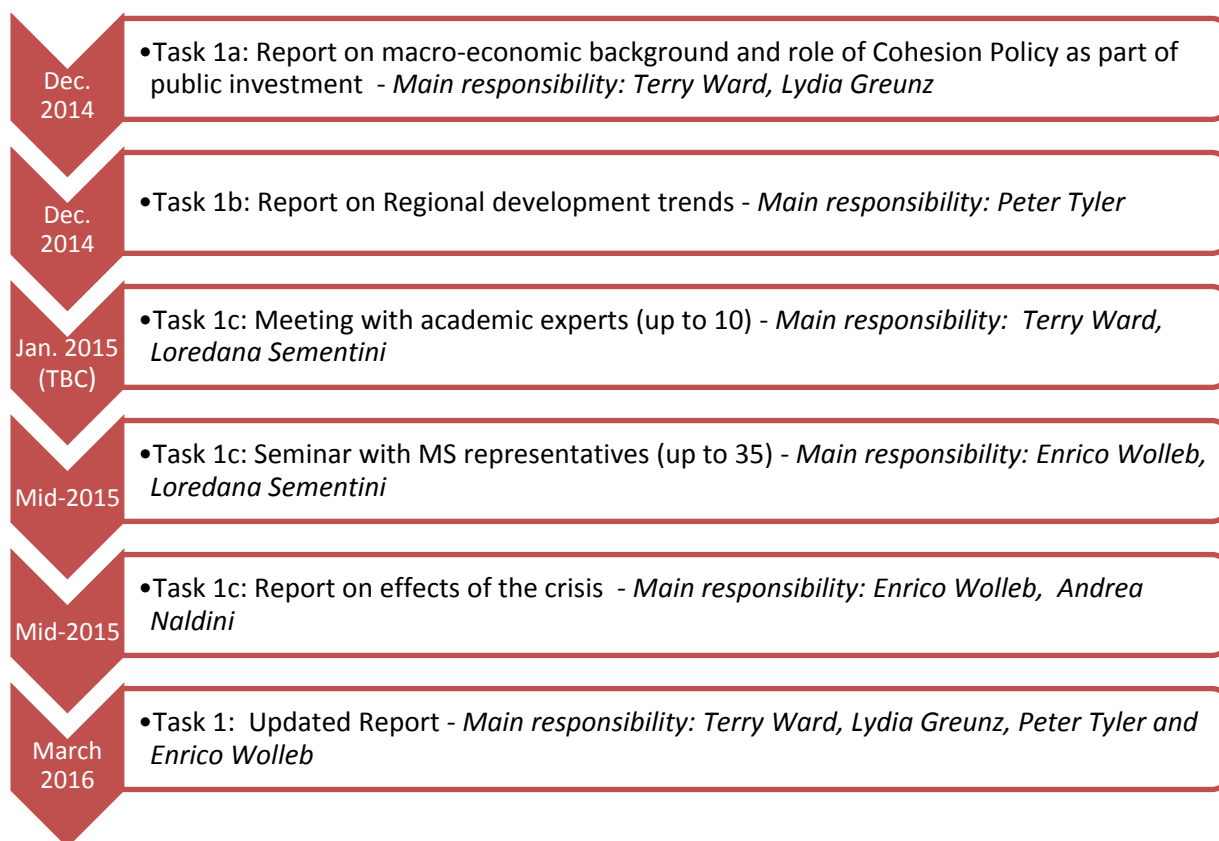 Dec.
2014
•Task 1a: Report on macro-economic background and role of Cohesion Policy as part of
public investment - Main responsibility: Terry Ward, Lydia Greunz
Dec.
2014
•Task 1b: Report on Regional development trends - Main responsibility: Peter Tyler
Jan. 2015
(TBC)
•Task 1c: Meeting with academic experts (up to 10) - Main responsibility: Terry Ward,
Loredana Sementini
Mid-2015
•Task 1c: Seminar with MS representatives (up to 35) - Main responsibility: Enrico Wolleb,
Loredana Sementini
Mid-2015
•Task 1c: Report on effects of the crisis - Main responsibility: Enrico Wolleb, Andrea
Naldini
March
2016
•Task 1: Updated Report - Main responsibility: Terry Ward, Lydia Greunz, Peter Tyler and
Enrico Wolleb